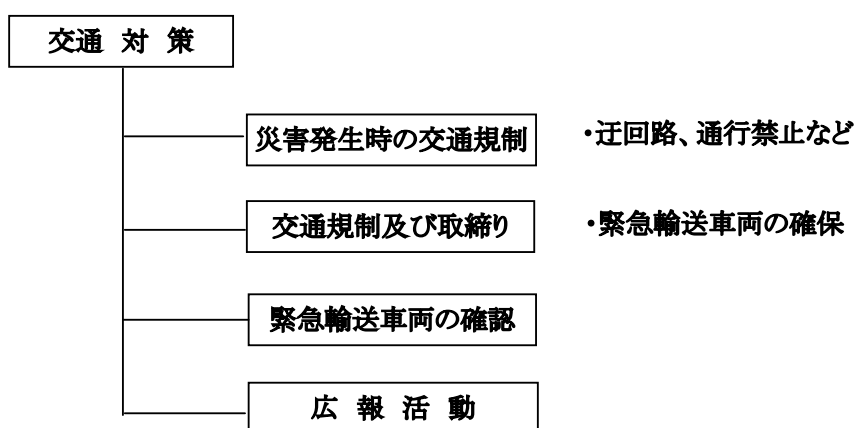 交通 対 策
災害発生時の交通規制
・迂回路、通行禁止など
交通規制及び取締り
・緊急輸送車両の確保
緊急輸送車両の確認
広 報 活 動